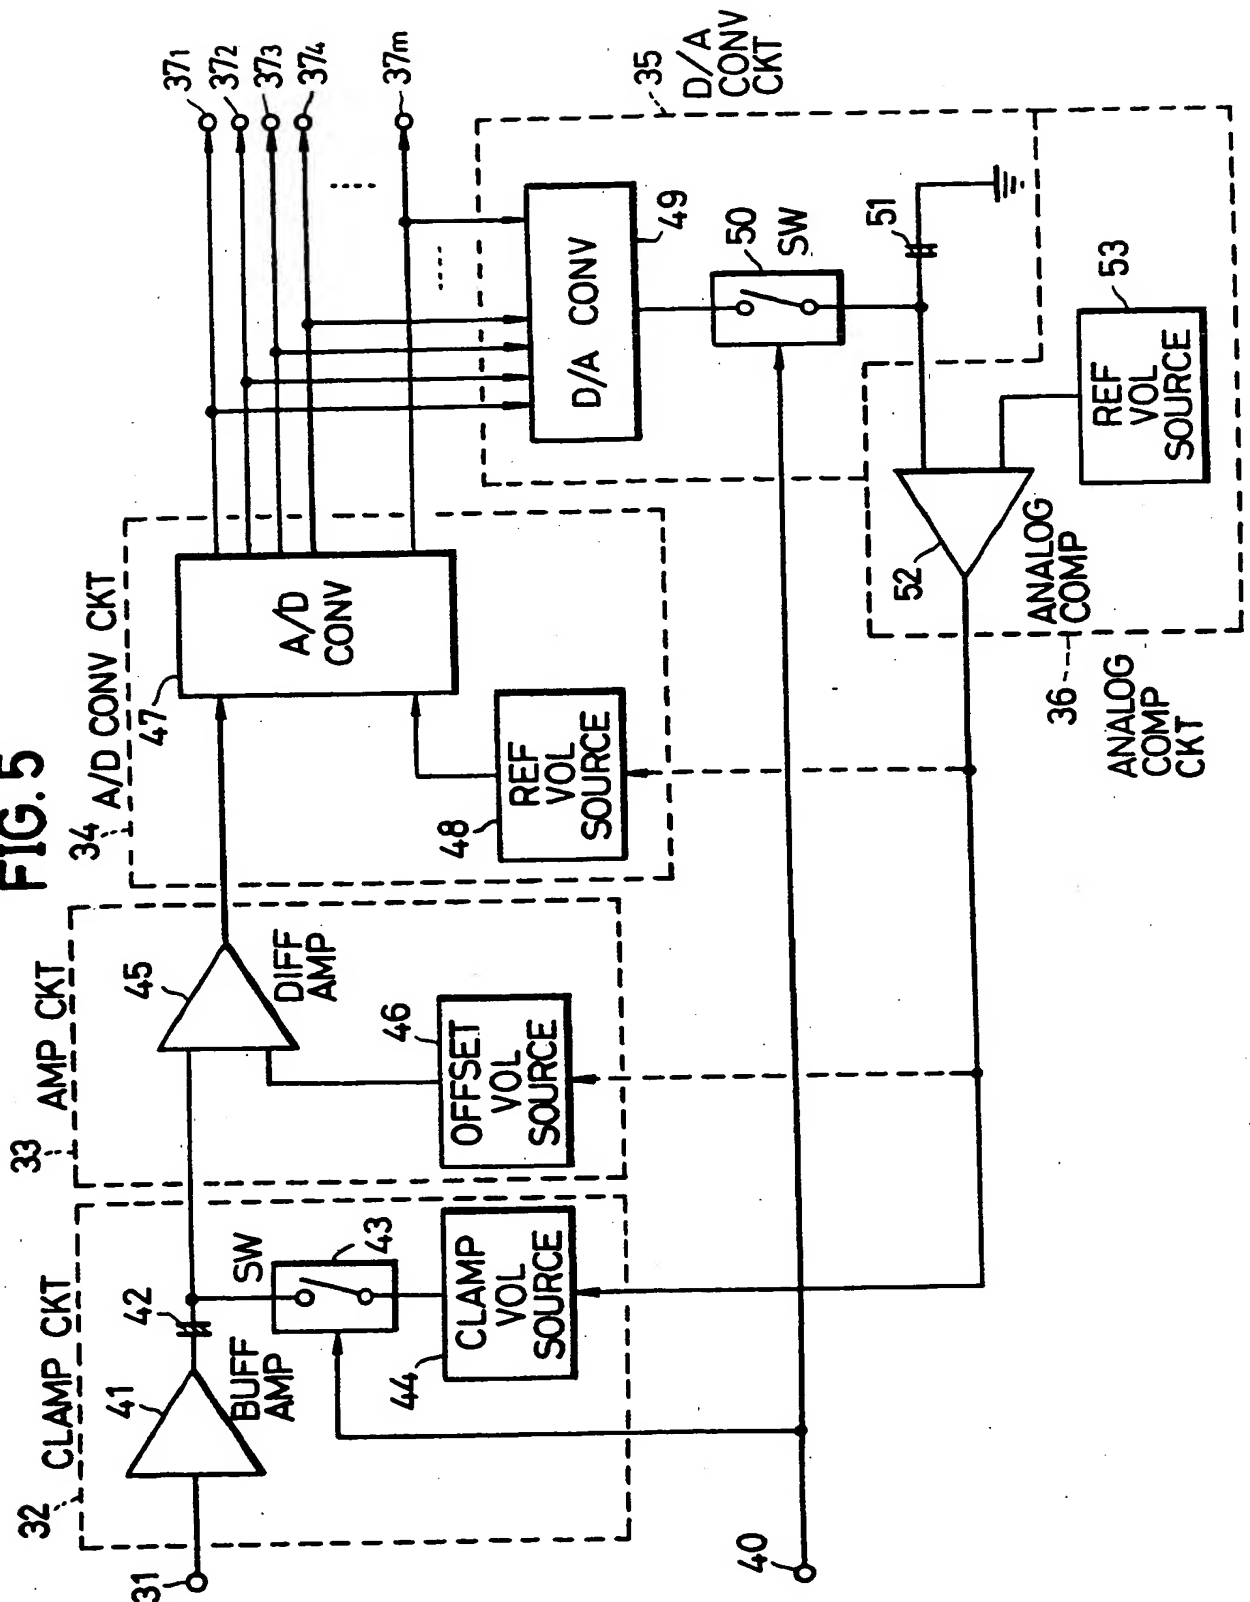 FIG. 5
32 CLAMP CKT
33 AMP CKT
34 A/D CONV CKT
31
41
BUFF
AMP
42
SW
43
44
CLAMP
VOL
SOURCE
45
DIFF
AMP
46
OFFSET
VOL
SOURCE
47
A/D
CONV
48
REF
VOL
SOURCE
371
372
373
374
37m
35
D/A
CONV
CKT
49
D/A CONV
50
SW
51
52
ANALOG
COMP
53
REF
VOL
SOURCE
36
ANALOG
COMP
CKT
40